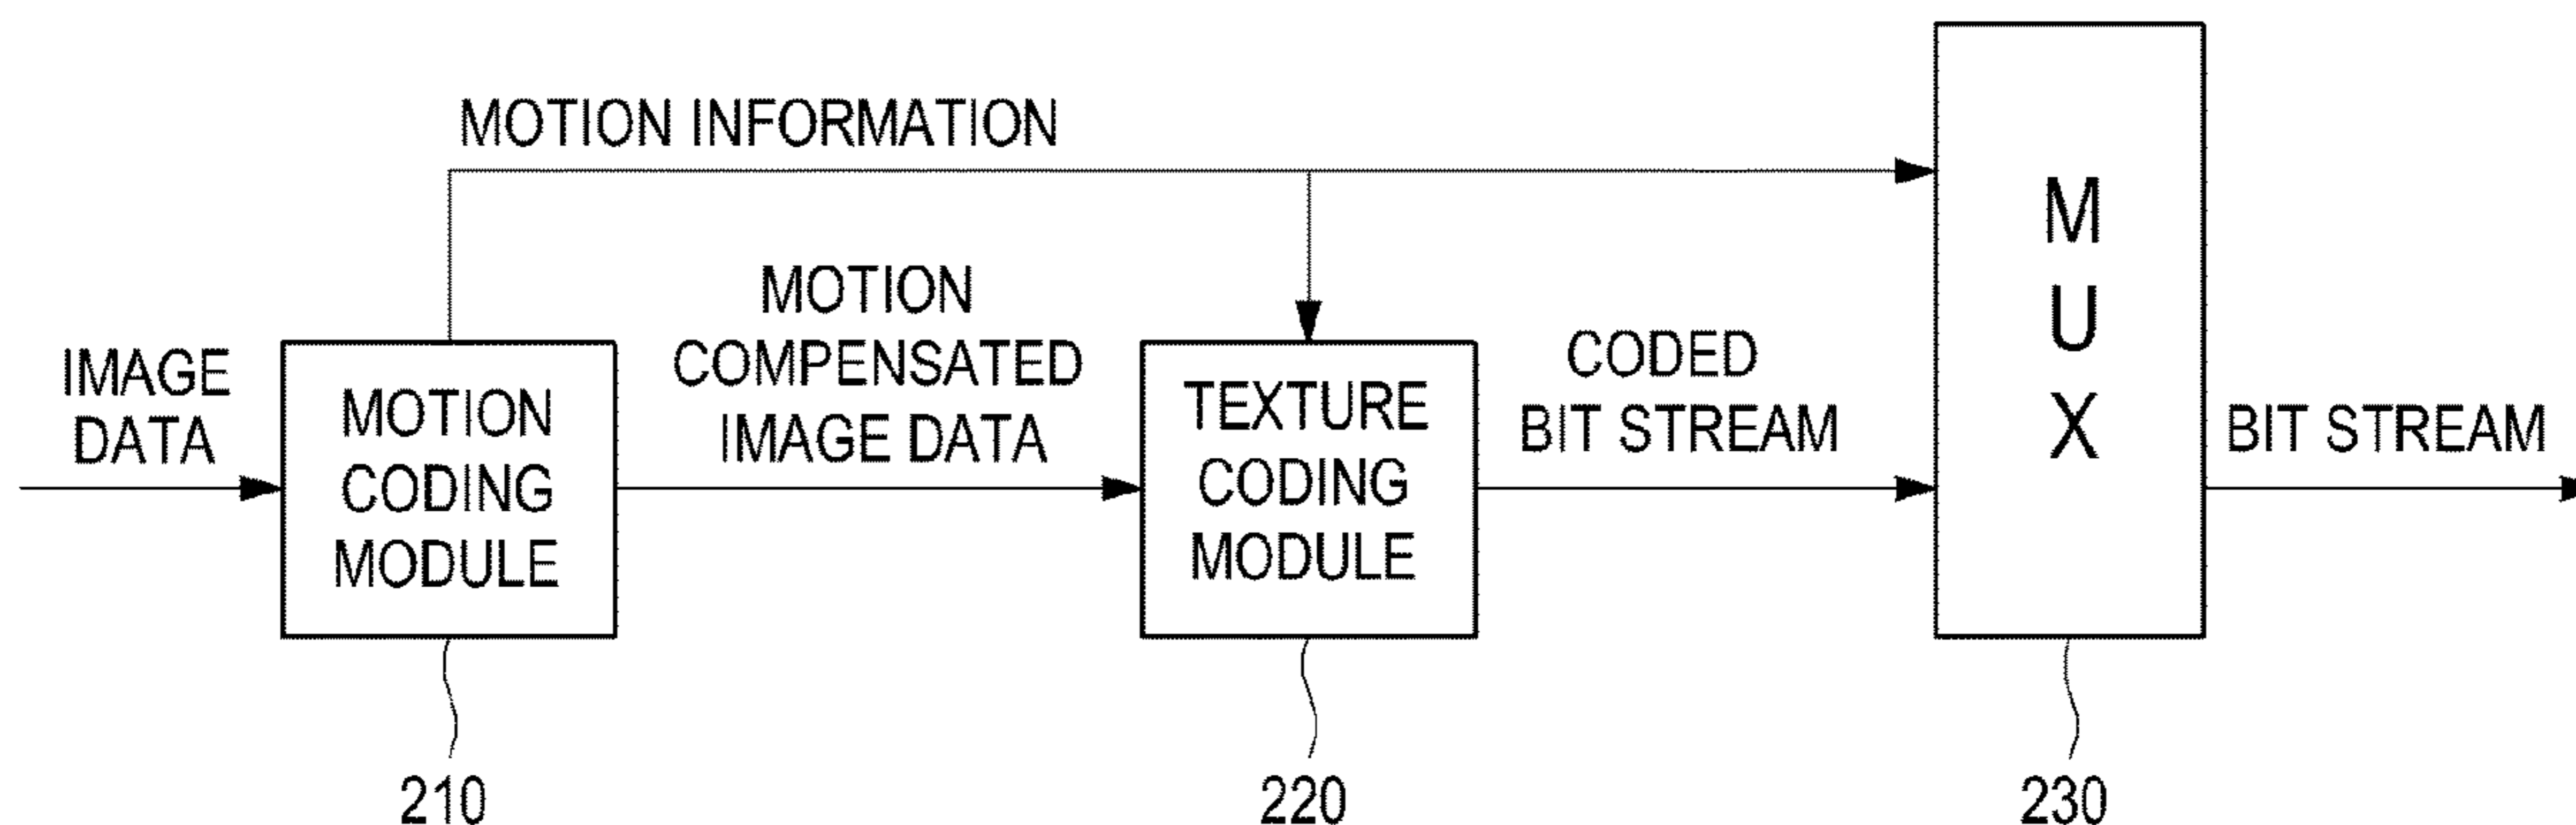 MOTION INFORMATION
IMAGE
DATA
MOTION
CODING
MODULE
MOTION
COMPENSATED
IMAGE DATA
TEXTURE
CODING
MODULE
CODED
BIT STREAM
M
U
X
BIT STREAM
210
220
230